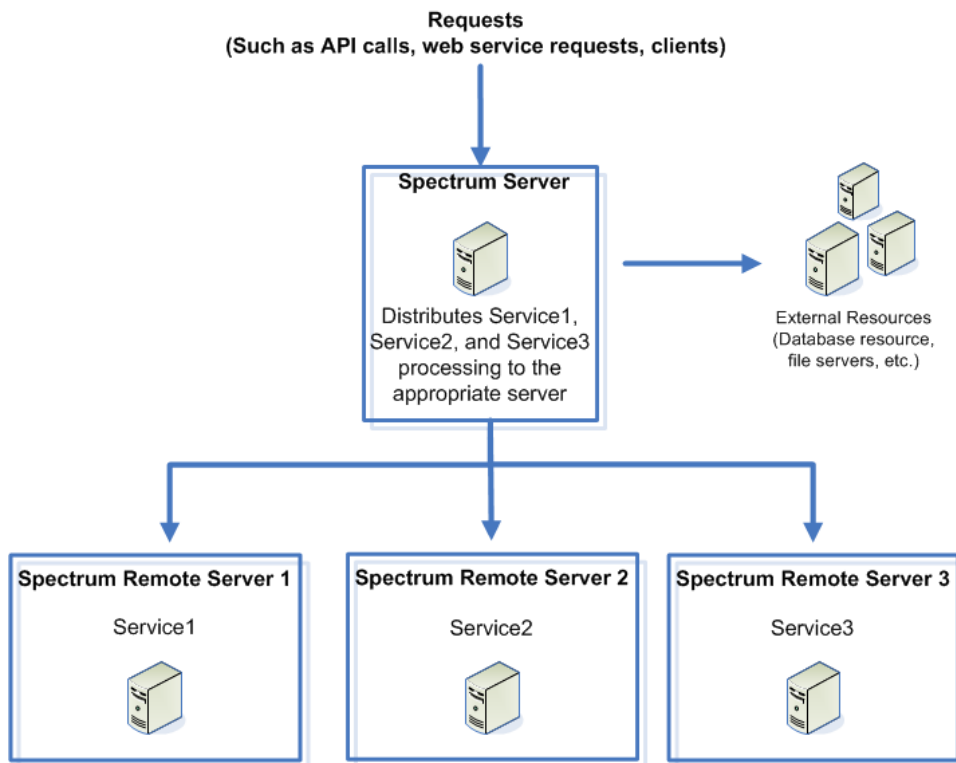 Requests
(Such as API calls, web service requests, clients)
Spectrum Server
Distributes Service1,
Service2, and Service3
processing to the
appropriate server
External Resources
(Database resource,
file servers, etc.)
Spectrum Remote Server 1
Service1
Spectrum Remote Server 2
Service2
Spectrum Remote Server 3
Service3